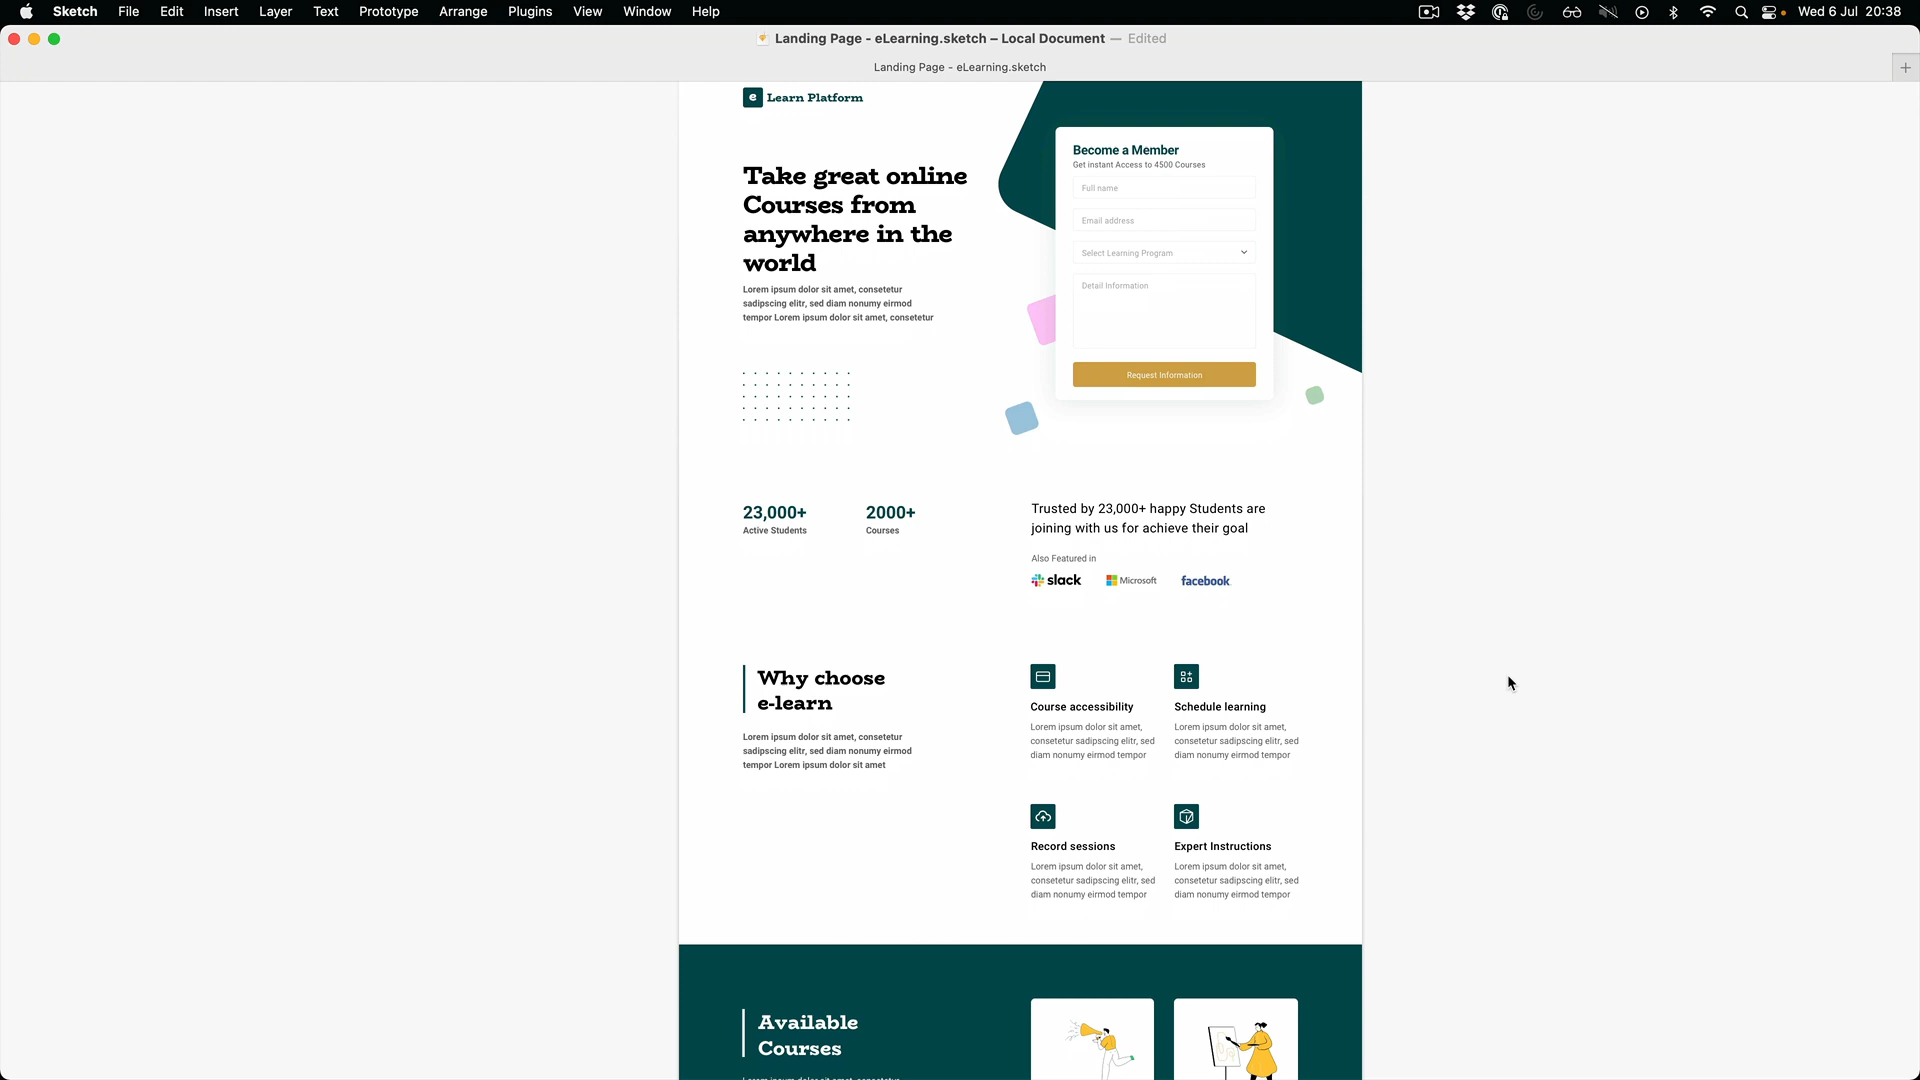 Sketch File Edit Insert Layer Text Prototype Arrange Plugins View Window Help Wed 6 Jul 20:38
Landing Page - eLearning.sketch – Local Document — Edited
Landing Page - eLearning.sketch
e Learn Platform
Take great online
Courses from
anywhere in the
world
Lorem ipsum dolor sit amet, consetetur
sadipscing elitr, sed diam nonumy eirmod
tempor Lorem ipsum dolor sit amet, consetetur
Become a Member
Get instant Access to 4500 Courses
Full name
Email address
Select Learning Program
Detail Information
Request Information
23,000+
Active Students
2000+
Courses
Trusted by 23,000+ happy Students are
joining with us for achieve their goal
Also Featured in
slack Microsoft facebook
Why choose
e-learn
Lorem ipsum dolor sit amet, consetetur
sadipscing elitr, sed diam nonumy eirmod
tempor Lorem ipsum dolor sit amet
Course accessibility
Lorem ipsum dolor sit amet,
consetetur sadipscing elitr, sed
diam nonumy eirmod tempor
Schedule learning
Lorem ipsum dolor sit amet,
consetetur sadipscing elitr, sed
diam nonumy eirmod tempor
Record sessions
Lorem ipsum dolor sit amet,
consetetur sadipscing elitr, sed
diam nonumy eirmod tempor
Expert Instructions
Lorem ipsum dolor sit amet,
consetetur sadipscing elitr, sed
diam nonumy eirmod tempor
Available
Courses